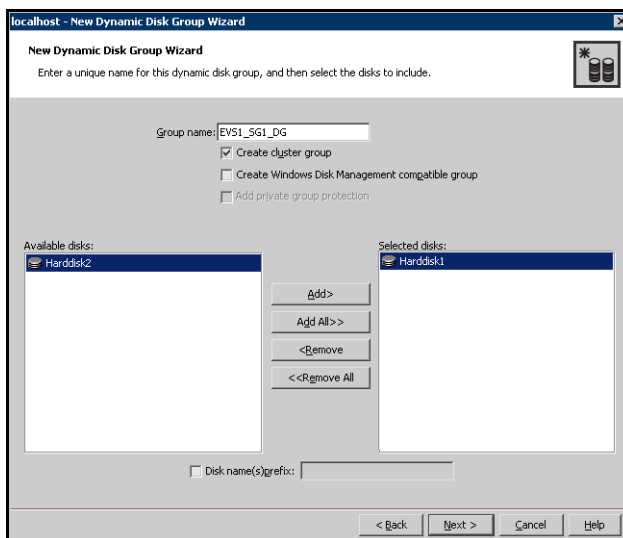 localhost - New Dynamic Disk Group Wizard
New Dynamic Disk Group Wizard
Enter a unique name for this dynamic disk group, and then select the disks to include.
Group name: EVS1_SG1_DG
Create cluster group
Create Windows Disk Management compatible group
Add private group protection
Available disks:
Selected disks:
Harddisk2
Harddisk1
Add>
Add All>>
<Remove
<<Remove All
Disk name(s)prefix:
< Back
Next >
Cancel
Help